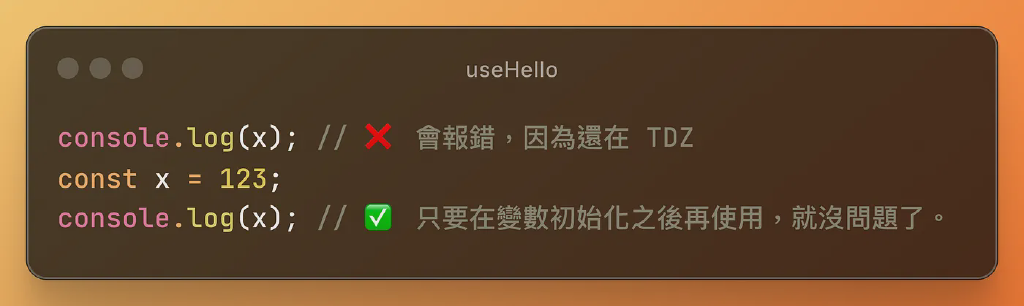 useHello
console.log(x); // ❌ 會報錯，因為還在 TDZ
const x = 123;
console.log(x); // ✅ 只要在變數初始化之後再使用，就沒問題了。